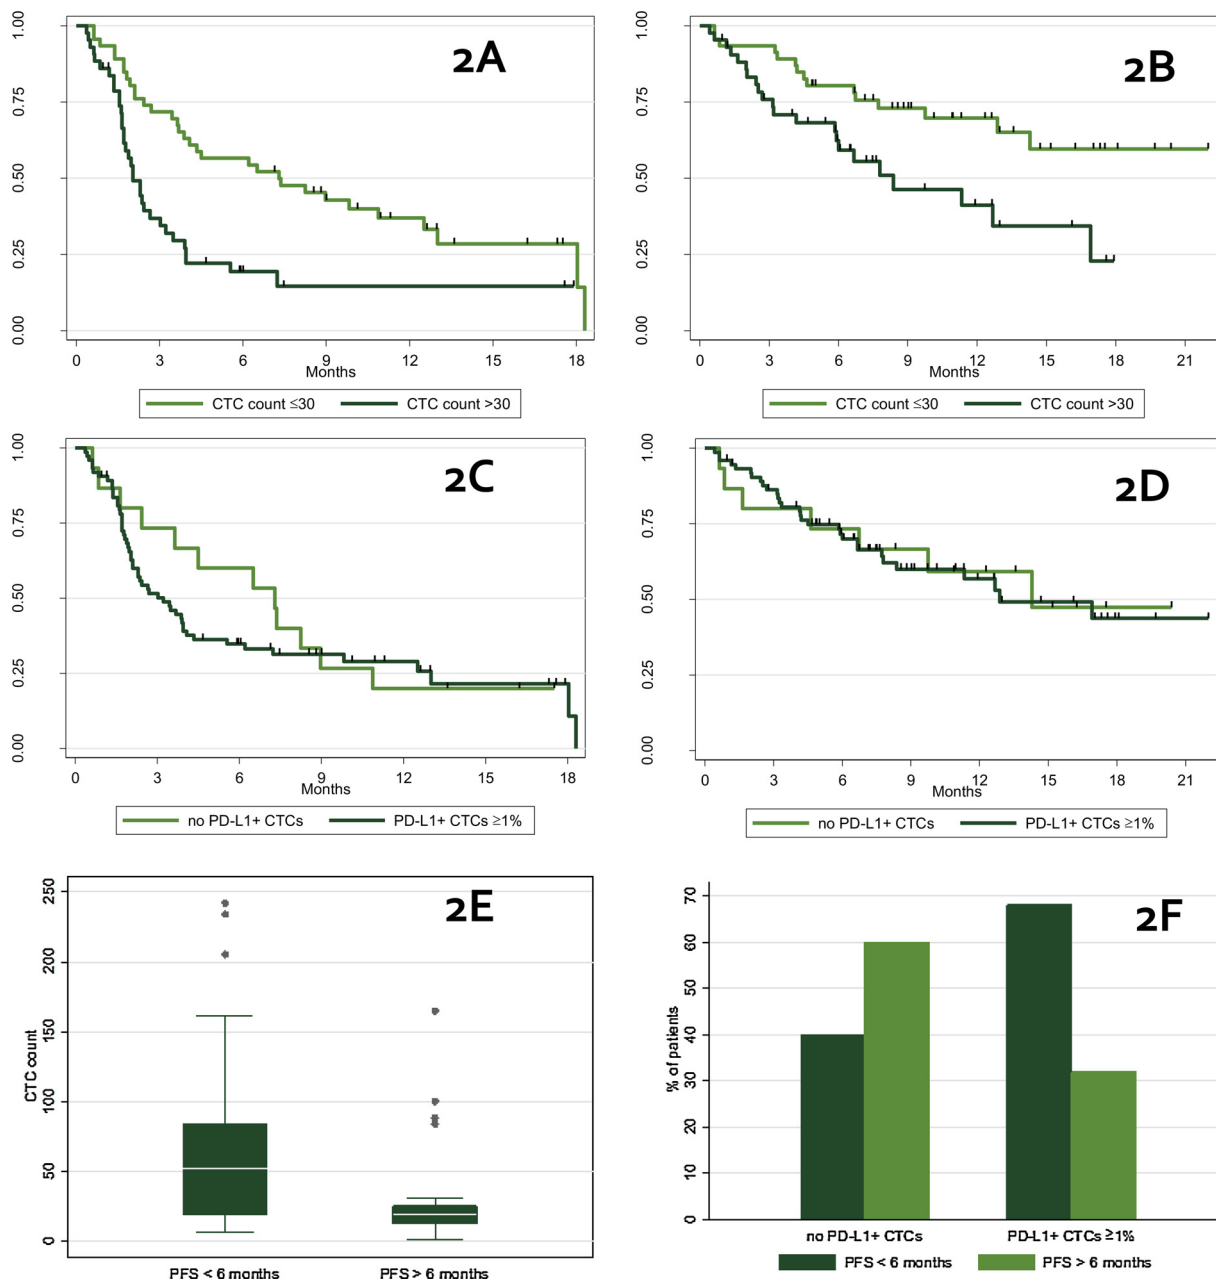 2A
1.00
0.75
0.50
0.25
0.00
0 3 6 9 12 15 18
Months
CTC count ≤30 CTC count >30
2B
1.00
0.75
0.50
0.25
0.00
0 3 6 9 12 15 18 21 22
Months
CTC count ≤30 CTC count >30
2C
1.00
0.75
0.50
0.25
0.00
0 3 6 9 12 15 18
Months
no PD-L1+ CTCs PD-L1+ CTCs ≥1%
2D
1.00
0.75
0.50
0.25
0.00
0 3 6 9 12 15 18 21 22
Months
no PD-L1+ CTCs PD-L1+ CTCs ≥1%
2E
CTC count
250
200
150
100
50
0
PFS < 6 months PFS > 6 months
2F
% of patients
70
60
50
40
30
20
10
0
no PD-L1+ CTCs PD-L1+ CTCs ≥1%
PFS < 6 months PFS > 6 months